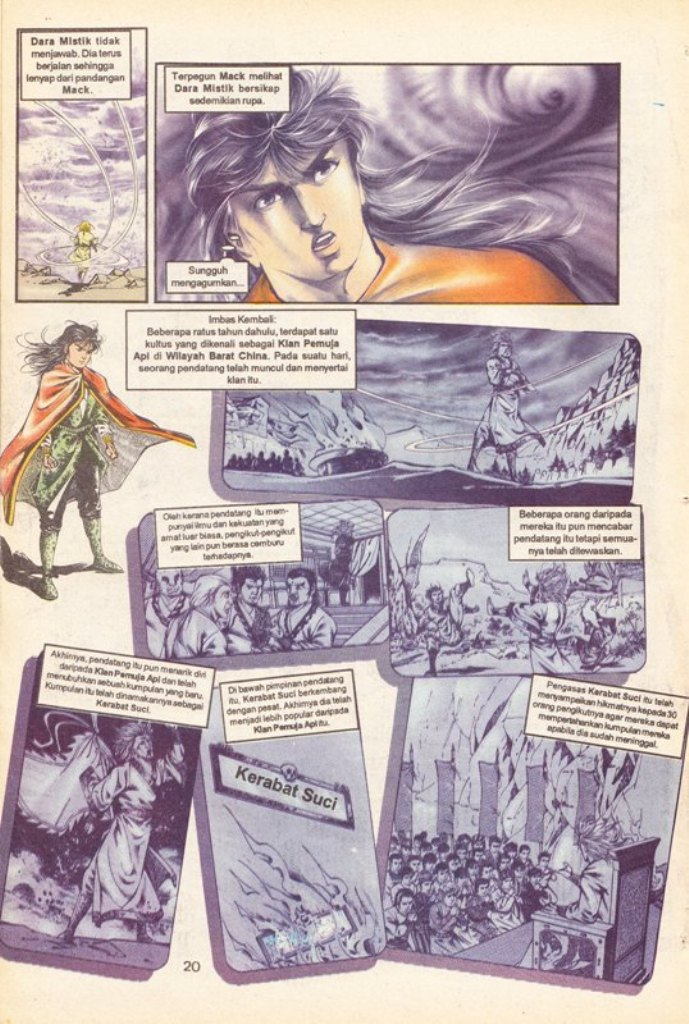 Dara Mistik tidak
menjawab. Dia terus
berjalan sehingga
lenyap dari pandangan
Mack.
Terpegun Mack melihat
Dara Mistik bersikap
sedemikian rupa.
Sungguh
mengagumkan...
Imbas Kembali:
Beberapa ratus tahun dahulu, terdapat satu
kultus yang dikenali sebagai Klan Pemuja
Api di Wilayah Barat China. Pada suatu hari,
seorang pendatang telah muncul dan menyertai
klan itu.
Oleh kerana pendatang itu mem-
punyai ilmu dan kekuatan yang
amat luar biasa, pengikut-pengikut
yang lain pun berasa cemburu
terhadapnya.
Beberapa orang daripada
mereka itu pun mencabar
pendatang itu tetapi semua-
nya telah ditewaskan.
Akhirnya, pendatang itu pun menarik diri
daripada Klan Pemuja Api dan telah
menubuhkan sebuah kumpulan yang baru.
Kumpulan itu telah dinamakannya sebagai
Kerabat Suci.
Di bawah pimpinan pendatang
itu, Kerabat Suci berkembang
dengan pesat. Akhirnya dia telah
menjadi lebih popular daripada
Klan Pemuja Api itu.
Kerabat Suci
Pengasas Kerabat Suci itu telah
menyampaikan hikmatnya kepada 30
orang pengikutnya agar mereka dapat
mempertahankan kumpulan mereka
apabila dia sudah meninggal.
20